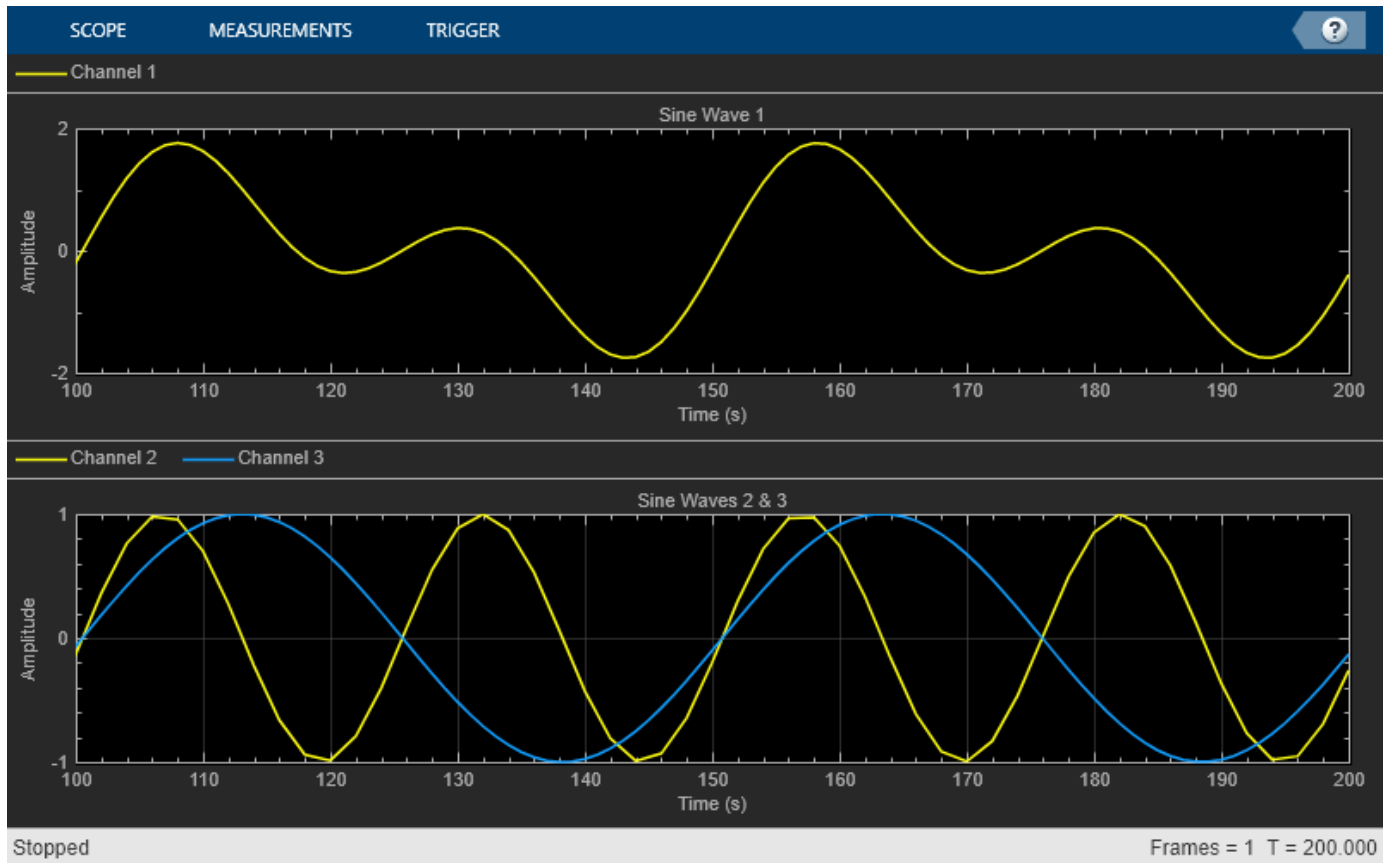 SCOPE MEASUREMENTS TRIGGER ?
Channel 1
Sine Wave 1
Amplitude
2
0
-2
100 110 120 130 140 150 160 170 180 190 200
Time (s)
Channel 2 Channel 3
Sine Waves 2 & 3
Amplitude
1
0
-1
100 110 120 130 140 150 160 170 180 190 200
Time (s)
Stopped Frames = 1 T = 200.000